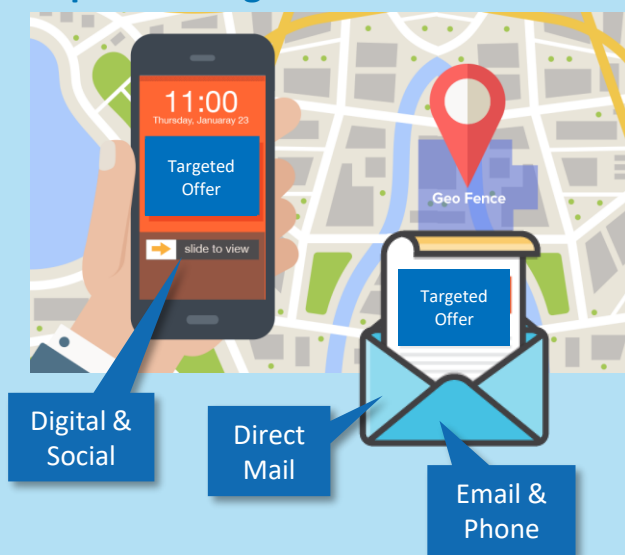 11:00
Thursday, Januaray 23
Targeted
Offer
slide to view
Geo Fence
Targeted
Offer
Digital &
Social
Direct
Mail
Email &
Phone